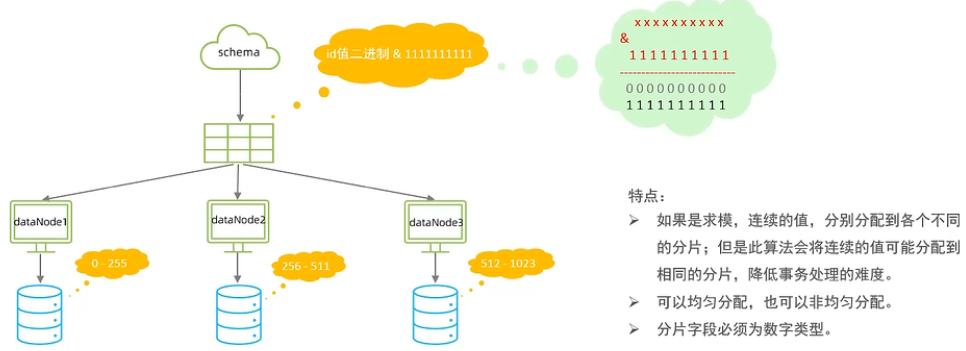 schema
id值二进制 & 1111111111
x x x x x x x x x x
&
1 1 1 1 1 1 1 1 1 1
-----------------------------
0 0 0 0 0 0 0 0 0 0
1 1 1 1 1 1 1 1 1 1
dataNode1
dataNode2
dataNode3
0 – 255
256 - 511
512 - 1023
特点：
➢ 如果是求模，连续的值，分别分配到各个不同
的分片；但是此算法会将连续的值可能分配到
相同的分片，降低事务处理的难度。
➢ 可以均匀分配，也可以非均匀分配。
➢ 分片字段必须为数字类型。